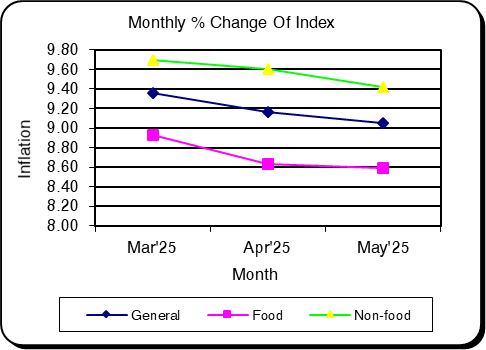 Monthly % Change Of Index
9.80
9.60
9.40
9.20
9.00
8.80
8.60
8.40
8.20
8.00
Inflation
Mar'25 Apr'25 May'25
Month
General Food Non-food